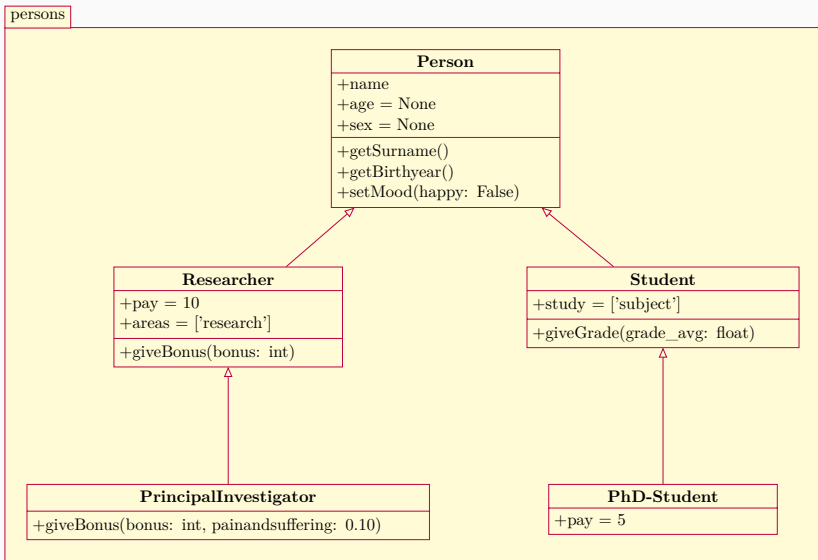 persons
Person
+name
+age = None
+sex = None
+getSurname()
+getBirthyear()
+setMood(happy: False)
Researcher
+pay = 10
+areas = ['research']
+giveBonus(bonus: int)
Student
+study = ['subject']
+giveGrade(grade_avg: float)
PrincipalInvestigator
+giveBonus(bonus: int, painandsuffering: 0.10)
PhD-Student
+pay = 5